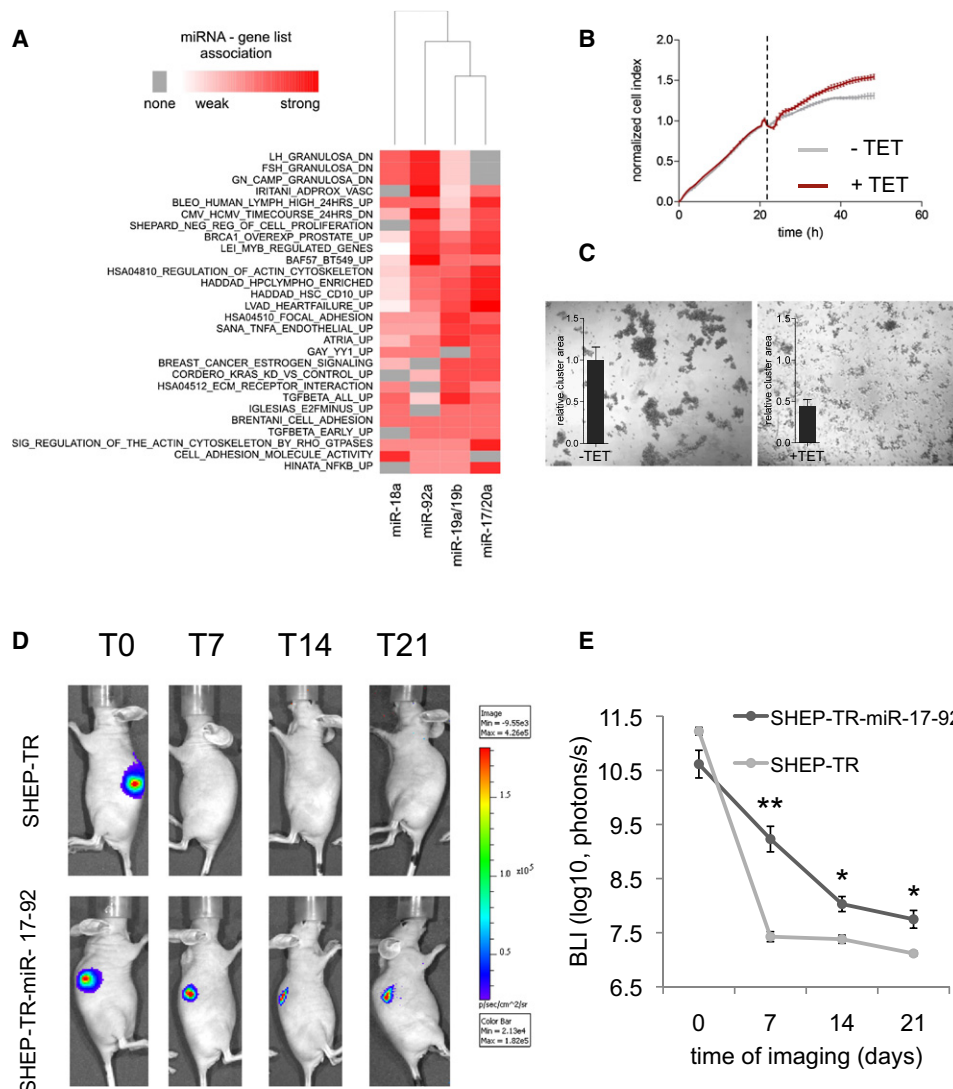 A
miRNA - gene list
association
none
weak
strong
LH_GRANULOSA_DN
FSH_GRANULOSA_DN
GN_CAMP_GRANULOSA_DN
IRITANI_ADPROX_VASC
BLEO_HUMAN_LYMPH_HIGH_24HRS_UP
CMV_HCMV_TIMECOURSE_24HRS_DN
SHEPARD_NEG_REG_OF_CELL_PROLIFERATION
BRCA1_OVEREXP_PROSTATE_UP
LEI_MYB_REGULATED_GENES
BAF57_BT549_UP
HSA04810_REGULATION_OF_ACTIN_CYTOSKELETON
HADDAD_HPCLYMPHO_ENRICHED
HADDAD_HSC_CD10_UP
LVAD_HEARTFAILURE_UP
HSA04510_FOCAL_ADHESION
SANA_TNFA_ENDOTHELIAL_UP
ATRIA_UP
GAY_YY1_UP
BREAST_CANCER_ESTROGEN_SIGNALING
CORDERO_KRAS_KD_VS_CONTROL_UP
HSA04512_ECM_RECEPTOR_INTERACTION
TGFBETA_ALL_UP
IGLESIAS_E2FMINUS_UP
BRENTANI_CELL_ADHESION
TGFBETA_EARLY_UP
SIG_REGULATION_OF_THE_ACTIN_CYTOSKELETON_BY_RHO_GTPASES
CELL_ADHESION_MOLECULE_ACTIVITY
HINATA_NFKB_UP
miR-18a
miR-92a
miR-19a/19b
miR-17/20a
B
normalized cell index
2.0
1.5
1.0
0.5
0.0
0
20
40
60
time (h)
- TET
+ TET
C
relative cluster area
1.0
0.5
0.0
-TET
relative cluster area
1.0
0.5
0.0
+TET
D
T0
T7
T14
T21
SHEP-TR
SHEP-TR-miR- 17-92
Image
Min = -9.55e3
Max = 4.26e5
1.5
1.0
x10⁵
0.5
p/sec/cm^2/sr
Color Bar
Min = 2.13e4
Max = 1.82e5
E
BLI (log10, photons/s)
11.5
10.5
9.5
8.5
7.5
6.5
SHEP-TR-miR-17-92
SHEP-TR
**
*
*
0
7
14
21
time of imaging (days)